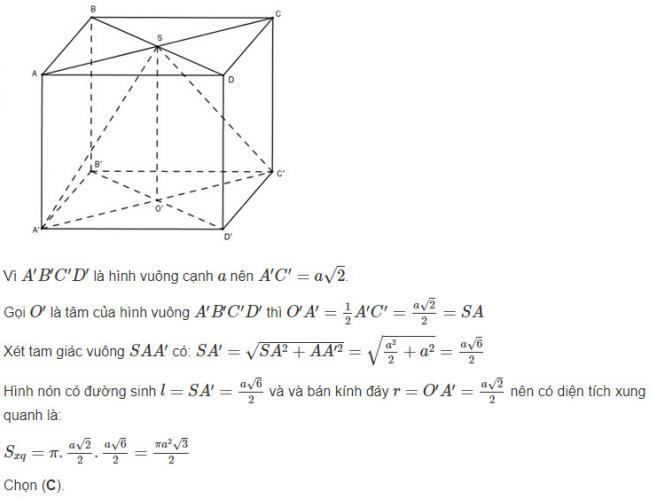 B
C
S
A
D
B'
C'
O'
A'
D'
Vì A'B'C'D' là hình vuông cạnh a nên A'C' = a√2.
Gọi O' là tâm của hình vuông A'B'C'D' thì O'A' = 1/2 A'C' = a√2/2 = SA
Xét tam giác vuông SAA' có: SA' = √(SA² + AA'²) = √(a²/2 + a²) = a√6/2
Hình nón có đường sinh l = SA' = a√6/2 và và bán kính đáy r = O'A' = a√2/2 nên có diện tích xung
quanh là:
S_xq = π. a√2/2 . a√6/2 = πa²√3/2
Chọn (C).